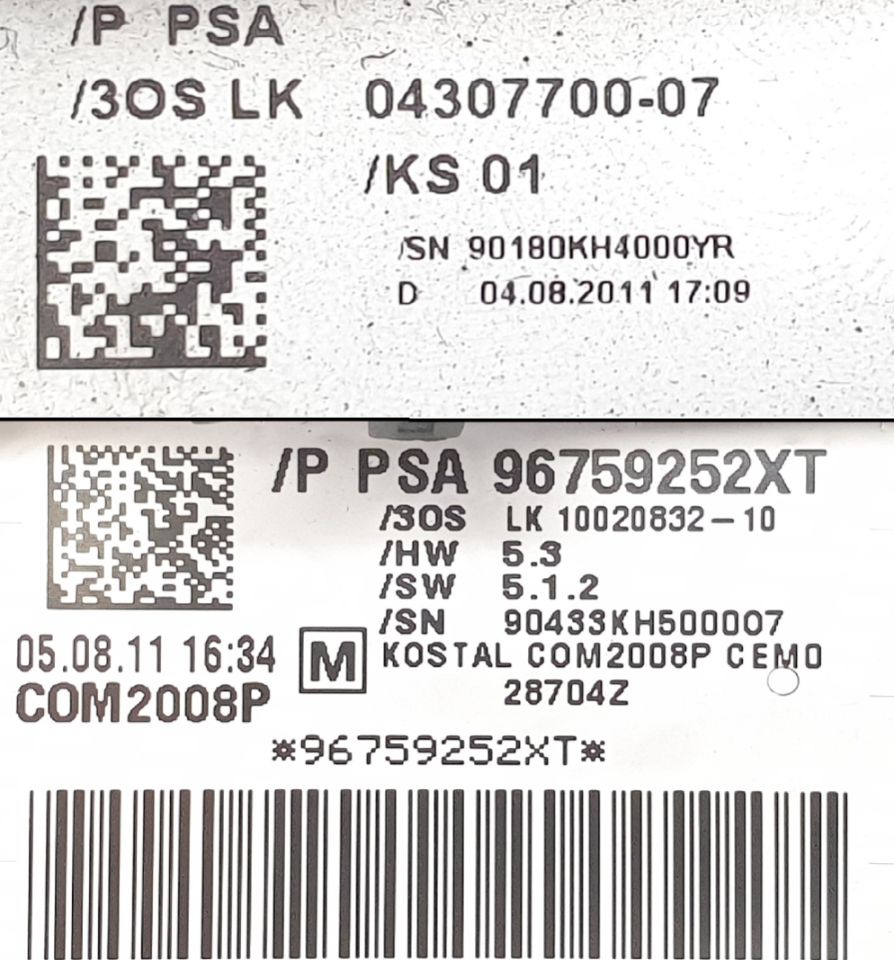 /P PSA
/3OS LK 04307700-07
/KS 01
/SN 90180KH4000YR
D 04.08.2011 17:09
/P PSA 96759252XT
/3OS LK 10020832-10
/HW 5.3
/SW 5.1.2
/SN 90433KH500007
05.08.11 16:34 M KOSTAL COM2008P CEM0
COM2008P 28704Z
*96759252XT*